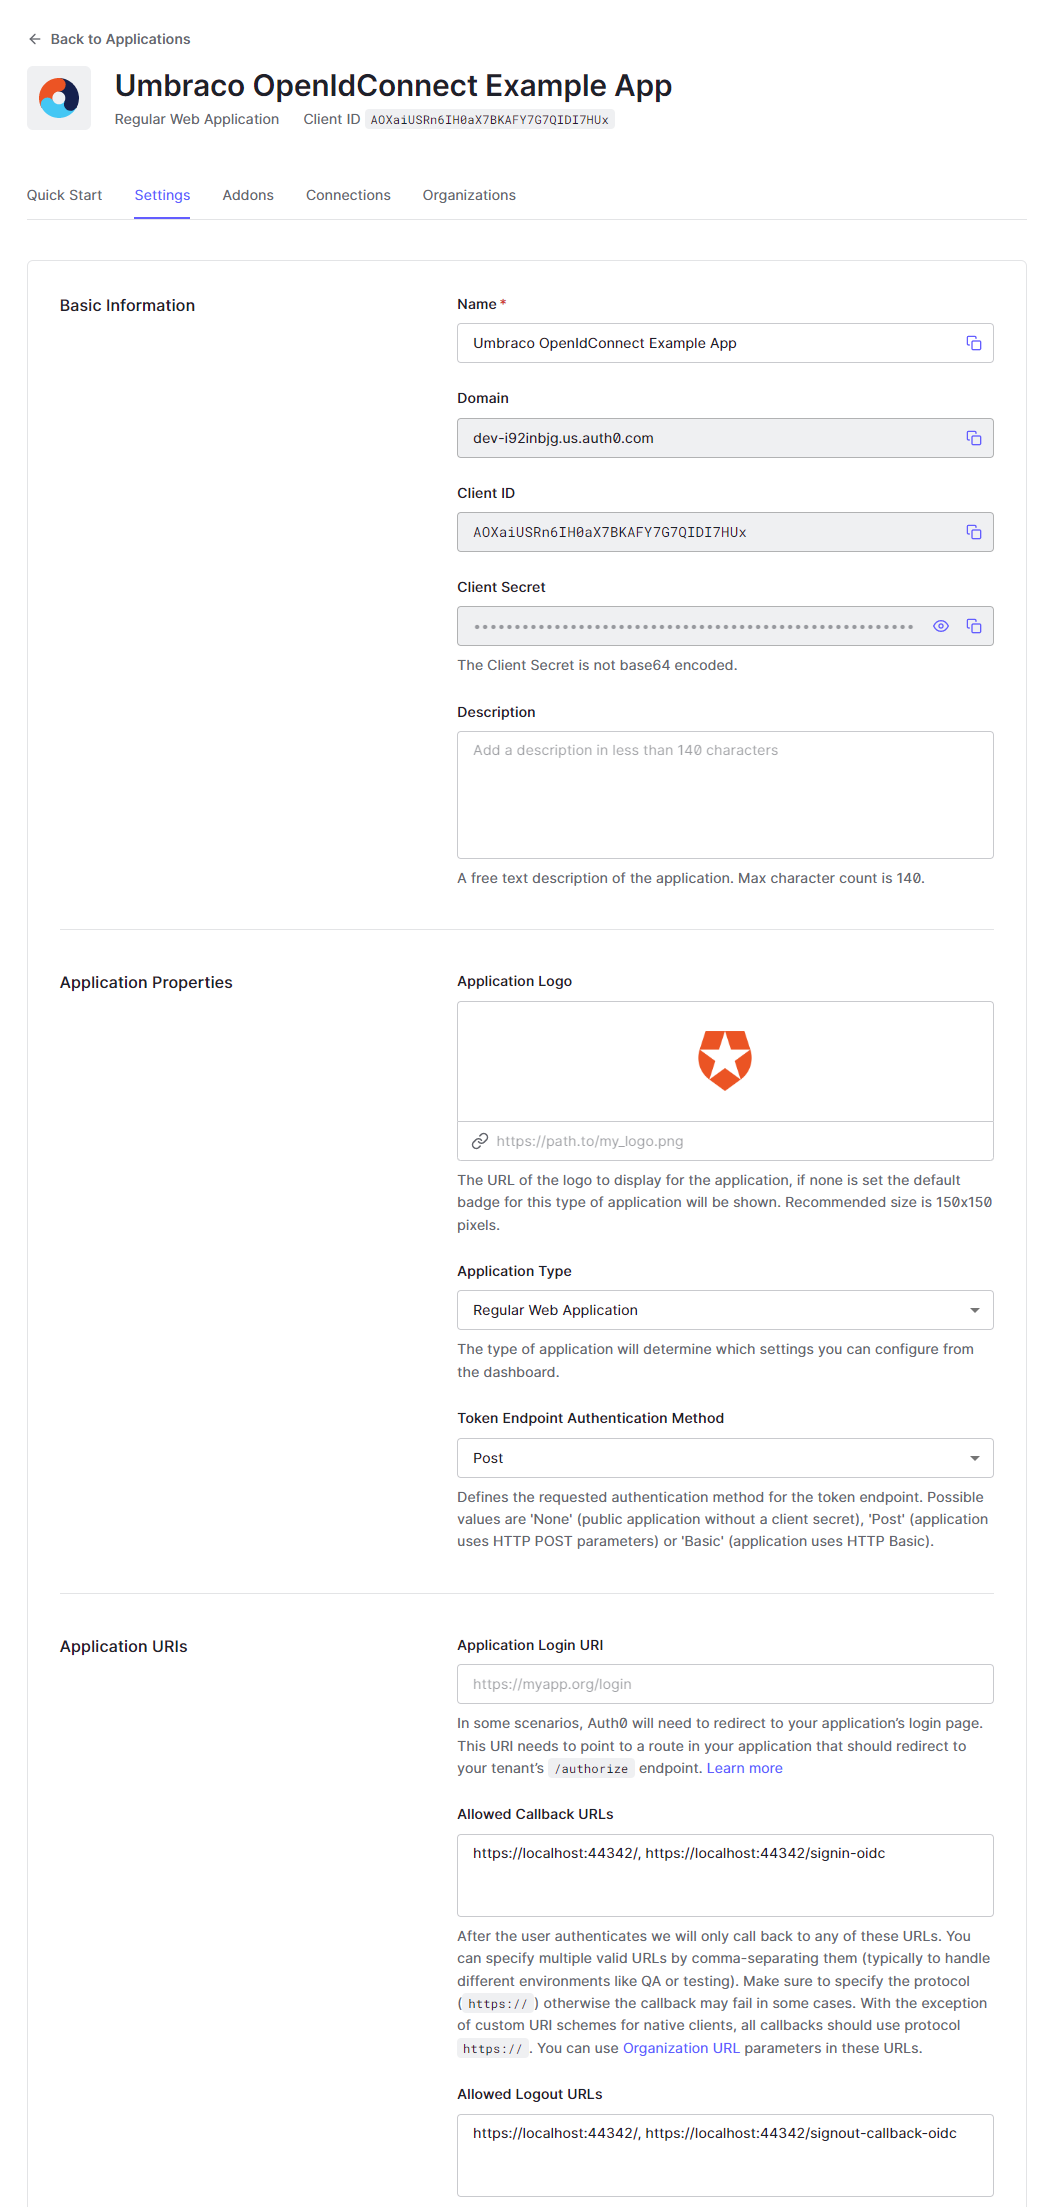 Back to Applications
Umbraco OpenIdConnect Example App
Regular Web Application Client ID AOXaiUSRn6IH0aX7BKAFY7G7QIDI7HUx
Quick Start Settings Addons Connections Organizations
Basic Information
Name *
Umbraco OpenIdConnect Example App
Domain
dev-i92inbjg.us.auth0.com
Client ID
AOXaiUSRn6IH0aX7BKAFY7G7QIDI7HUx
Client Secret
The Client Secret is not base64 encoded.
Description
Add a description in less than 140 characters
A free text description of the application. Max character count is 140.
Application Properties
Application Logo
https://path.to/my_logo.png
The URL of the logo to display for the application, if none is set the default
badge for this type of application will be shown. Recommended size is 150x150
pixels.
Application Type
Regular Web Application
The type of application will determine which settings you can configure from
the dashboard.
Token Endpoint Authentication Method
Post
Defines the requested authentication method for the token endpoint. Possible
values are 'None' (public application without a client secret), 'Post' (application
uses HTTP POST parameters) or 'Basic' (application uses HTTP Basic).
Application URIs
Application Login URI
https://myapp.org/login
In some scenarios, Auth0 will need to redirect to your application’s login page.
This URI needs to point to a route in your application that should redirect to
your tenant’s /authorize endpoint. Learn more
Allowed Callback URLs
https://localhost:44342/, https://localhost:44342/signin-oidc
After the user authenticates we will only call back to any of these URLs. You
can specify multiple valid URLs by comma-separating them (typically to handle
different environments like QA or testing). Make sure to specify the protocol
(https://) otherwise the callback may fail in some cases. With the exception
of custom URI schemes for native clients, all callbacks should use protocol
https://. You can use Organization URL parameters in these URLs.
Allowed Logout URLs
https://localhost:44342/, https://localhost:44342/signout-callback-oidc